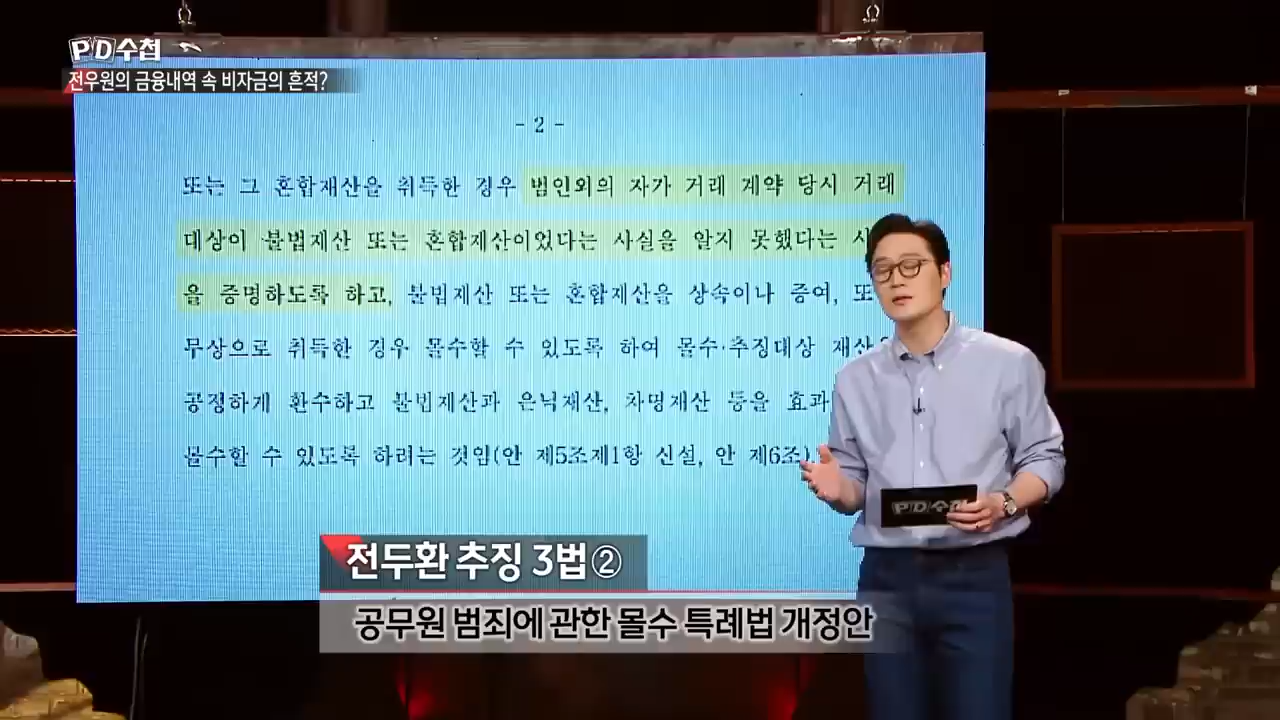 PD수첩
전우원의 금융내역 속 비자금의 흔적?
- 2 -
또는 그 혼합재산을 취득한 경우 범인외의 자가 거래 계약 당시 거래
대상이 불법재산 또는 혼합재산이었다는 사실을 알지 못했다는 사
을 증명하도록 하고, 불법재산 또는 혼합재산을 상속이나 증여, 또
무상으로 취득한 경우 몰수할 수 있도록 하여 몰수·추징대상 재산
공정하게 환수하고 불법재산과 은닉재산, 차명재산 등을 효과
몰수할 수 있도록 하려는 것임(안 제5조제1항 신설, 안 제6조)
PD수첩
전두환 추징 3법②
공무원 범죄에 관한 몰수 특례법 개정안